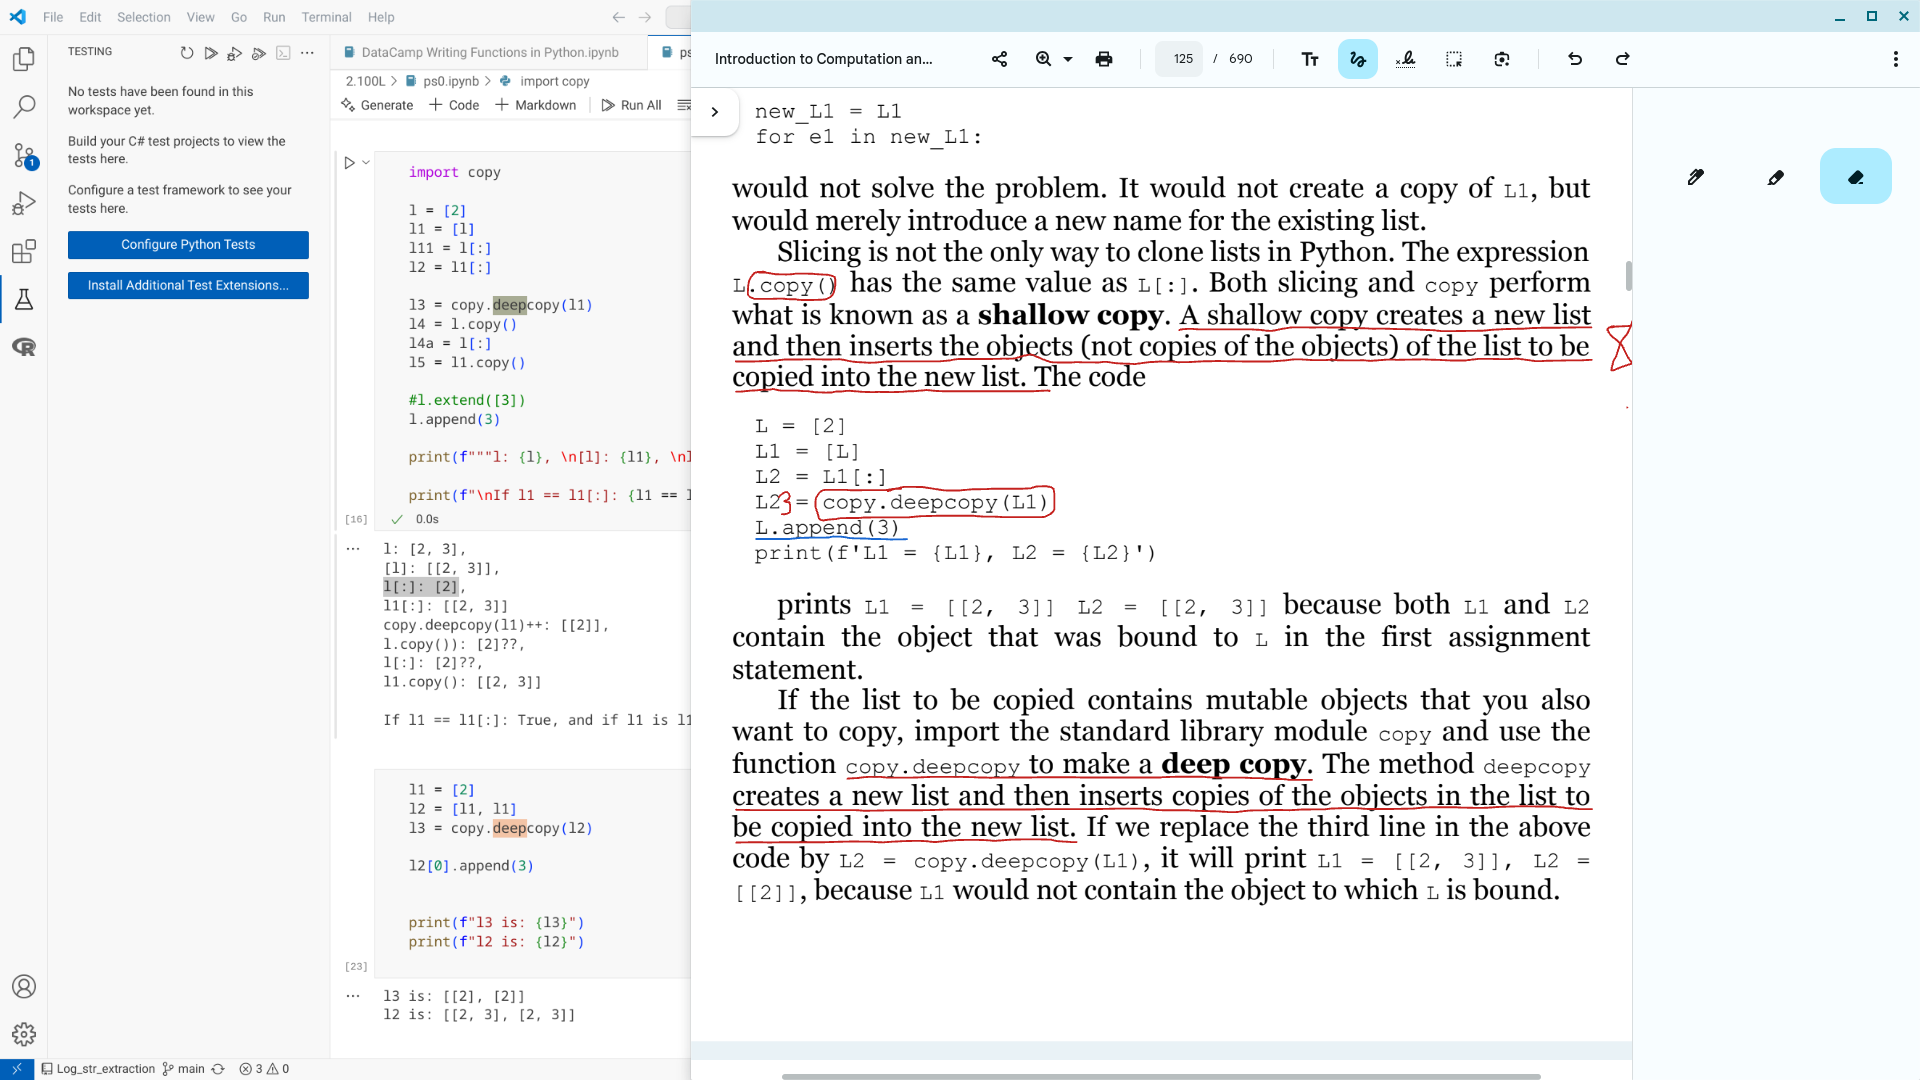 File Edit Selection View Go Run Terminal Help
TESTING
No tests have been found in this
workspace yet.
Build your C# test projects to view the
tests here.
Configure a test framework to see your
tests here.
Configure Python Tests
Install Additional Test Extensions...
DataCamp Writing Functions in Python.ipynb
ps
2.100L > ps0.ipynb > import copy
Generate + Code + Markdown Run All
import copy
l = [2]
l1 = [l]
l11 = l[:]
l2 = l1[:]
l3 = copy.deepcopy(l1)
l4 = l.copy()
l4a = l[:]
l5 = l1.copy()
#l.extend([3])
l.append(3)
print(f"""l: {l}, \n[l]: {l1}, \nl
print(f"\nIf l1 == l1[:]: {l1 == l
[16] 0.0s
l: [2, 3],
[l]: [[2, 3]],
l[:]: [2],
l1[:]: [[2, 3]]
copy.deepcopy(l1)++: [[2]],
l.copy()): [2]??,
l[:]: [2]??,
l1.copy(): [[2, 3]]
If l1 == l1[:]: True, and if l1 is l1
l1 = [2]
l2 = [l1, l1]
l3 = copy.deepcopy(l2)
l2[0].append(3)
print(f"l3 is: {l3}")
print(f"l2 is: {l2}")
[23]
l3 is: [[2], [2]]
l2 is: [[2, 3], [2, 3]]
1
Log_str_extraction main 3 0
Introduction to Computation an...
125 / 690
new_L1 = L1
for e1 in new_L1:
would not solve the problem. It would not create a copy of L1, but
would merely introduce a new name for the existing list.
Slicing is not the only way to clone lists in Python. The expression
L.copy() has the same value as L[:]. Both slicing and copy perform
what is known as a shallow copy. A shallow copy creates a new list
and then inserts the objects (not copies of the objects) of the list to be
copied into the new list. The code
L = [2]
L1 = [L]
L2 = L1[:]
L2 3 = copy.deepcopy(L1)
L.append(3)
print(f'L1 = {L1}, L2 = {L2}')
prints L1 = [[2, 3]] L2 = [[2, 3]] because both L1 and L2
contain the object that was bound to L in the first assignment
statement.
If the list to be copied contains mutable objects that you also
want to copy, import the standard library module copy and use the
function copy.deepcopy to make a deep copy. The method deepcopy
creates a new list and then inserts copies of the objects in the list to
be copied into the new list. If we replace the third line in the above
code by L2 = copy.deepcopy(L1), it will print L1 = [[2, 3]], L2 =
[[2]], because L1 would not contain the object to which L is bound.